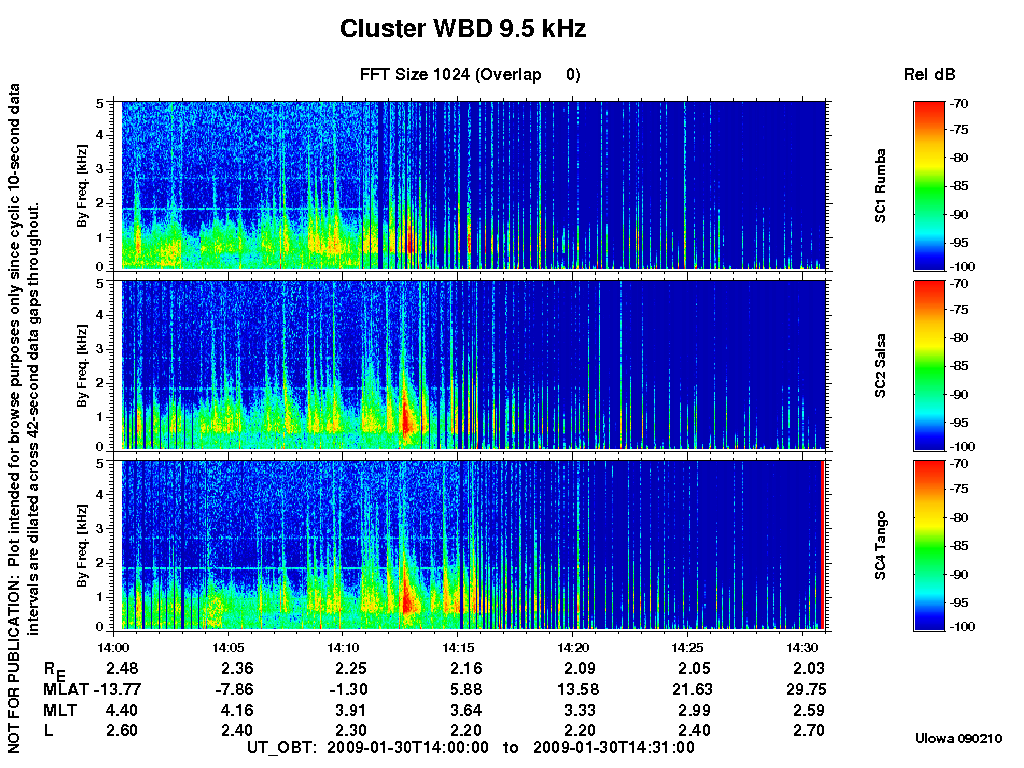 Cluster WBD 9.5 kHz
FFT Size 1024 (Overlap 0)
Rel dB
NOT FOR PUBLICATION: Plot intended for browse purposes only since cyclic 10-second data
intervals are dilated across 42-second data gaps throughout.
5
4
3
2
1
0
By Freq. [kHz]
SC1 Rumba
-70
-75
-80
-85
-90
-95
-100
5
4
3
2
1
0
By Freq. [kHz]
SC2 Salsa
-70
-75
-80
-85
-90
-95
-100
5
4
3
2
1
0
By Freq. [kHz]
SC4 Tango
-70
-75
-80
-85
-90
-95
-100
14:00 14:05 14:10 14:15 14:20 14:25 14:30
RE 2.48 2.36 2.25 2.16 2.09 2.05 2.03
MLAT -13.77 -7.86 -1.30 5.88 13.58 21.63 29.75
MLT 4.40 4.16 3.91 3.64 3.33 2.99 2.59
L 2.60 2.40 2.30 2.20 2.20 2.40 2.70
UT_OBT: 2009-01-30T14:00:00 to 2009-01-30T14:31:00
UIowa 090210